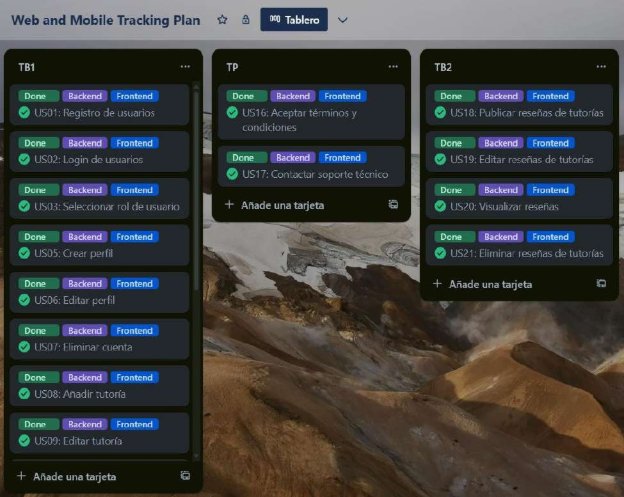 Web and Mobile Tracking Plan
Tablero
TB1
Done Backend Frontend
US01: Registro de usuarios
Done Backend Frontend
US02: Login de usuarios
Done Backend Frontend
US03: Seleccionar rol de usuario
Done Backend Frontend
US05: Crear perfil
Done Backend Frontend
US06: Editar perfil
Done Backend Frontend
US07: Eliminar cuenta
Done Backend Frontend
US08: Añadir tutoría
Done Backend Frontend
US09: Editar tutoría
Añade una tarjeta
TP
Done Backend Frontend
US16: Aceptar términos y
condiciones
Done Backend Frontend
US17: Contactar soporte técnico
Añade una tarjeta
TB2
Done Backend Frontend
US18: Publicar reseñas de tutorías
Done Backend Frontend
US19: Editar reseñas de tutorías
Done Backend Frontend
US20: Visualizar reseñas
Done Backend Frontend
US21: Eliminar reseñas de tutorías
Añade una tarjeta